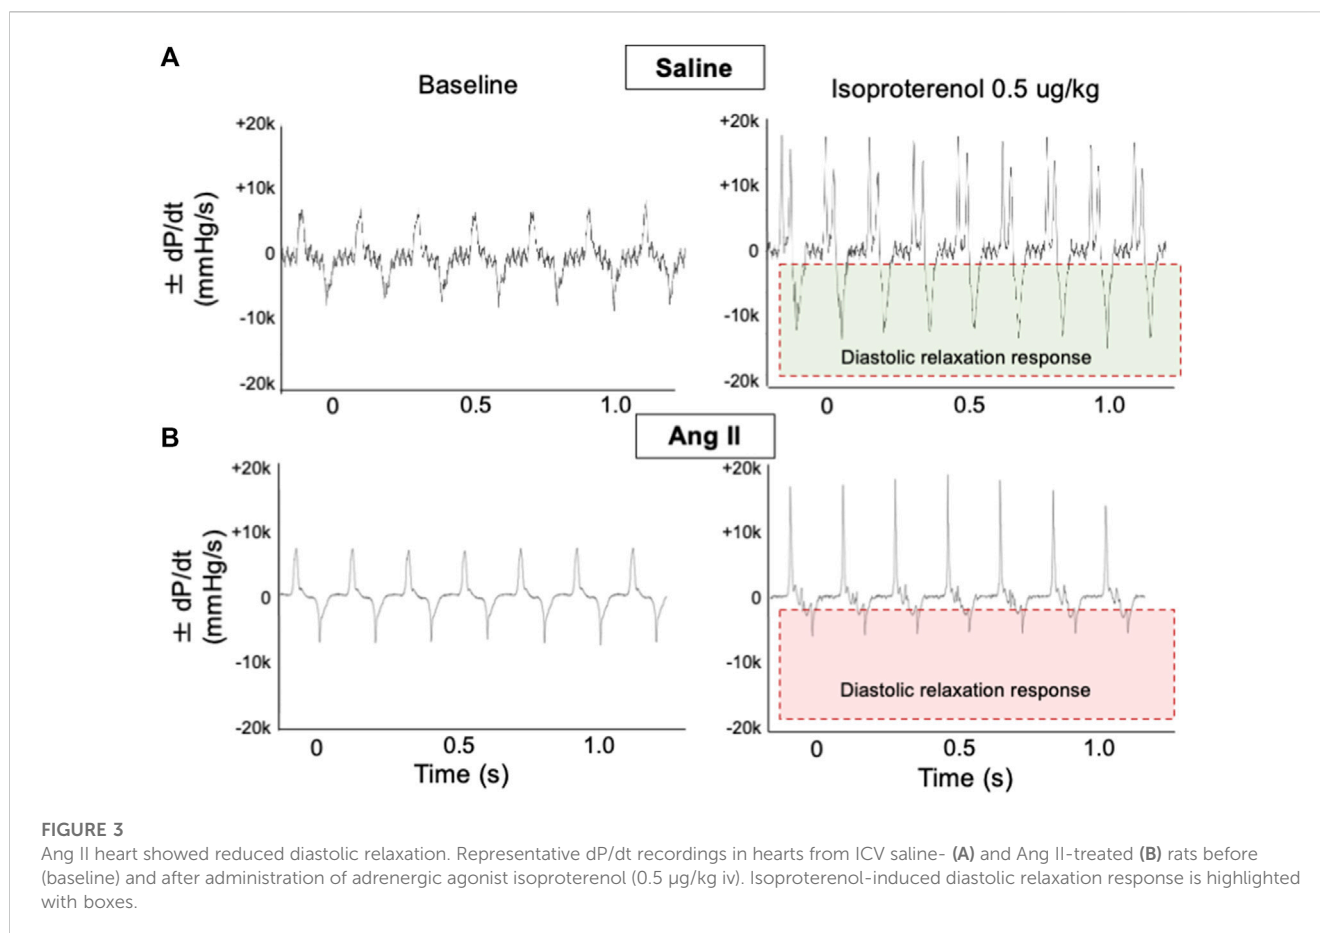 A
Saline
Baseline
Isoproterenol 0.5 ug/kg
± dP/dt
(mmHg/s)
+20k
+10k
0
-10k
-20k
0 0.5 1.0
+20k
+10k
0
-10k
-20k
Diastolic relaxation response
0 0.5 1.0
B
Ang II
± dP/dt
(mmHg/s)
+20k
+10k
0
-10k
-20k
0 0.5 1.0
Time (s)
+20k
+10k
0
-10k
-20k
Diastolic relaxation response
0 0.5 1.0
Time (s)
FIGURE 3
Ang II heart showed reduced diastolic relaxation. Representative dP/dt recordings in hearts from ICV saline- (A) and Ang II-treated (B) rats before
(baseline) and after administration of adrenergic agonist isoproterenol (0.5 µg/kg iv). Isoproterenol-induced diastolic relaxation response is highlighted
with boxes.